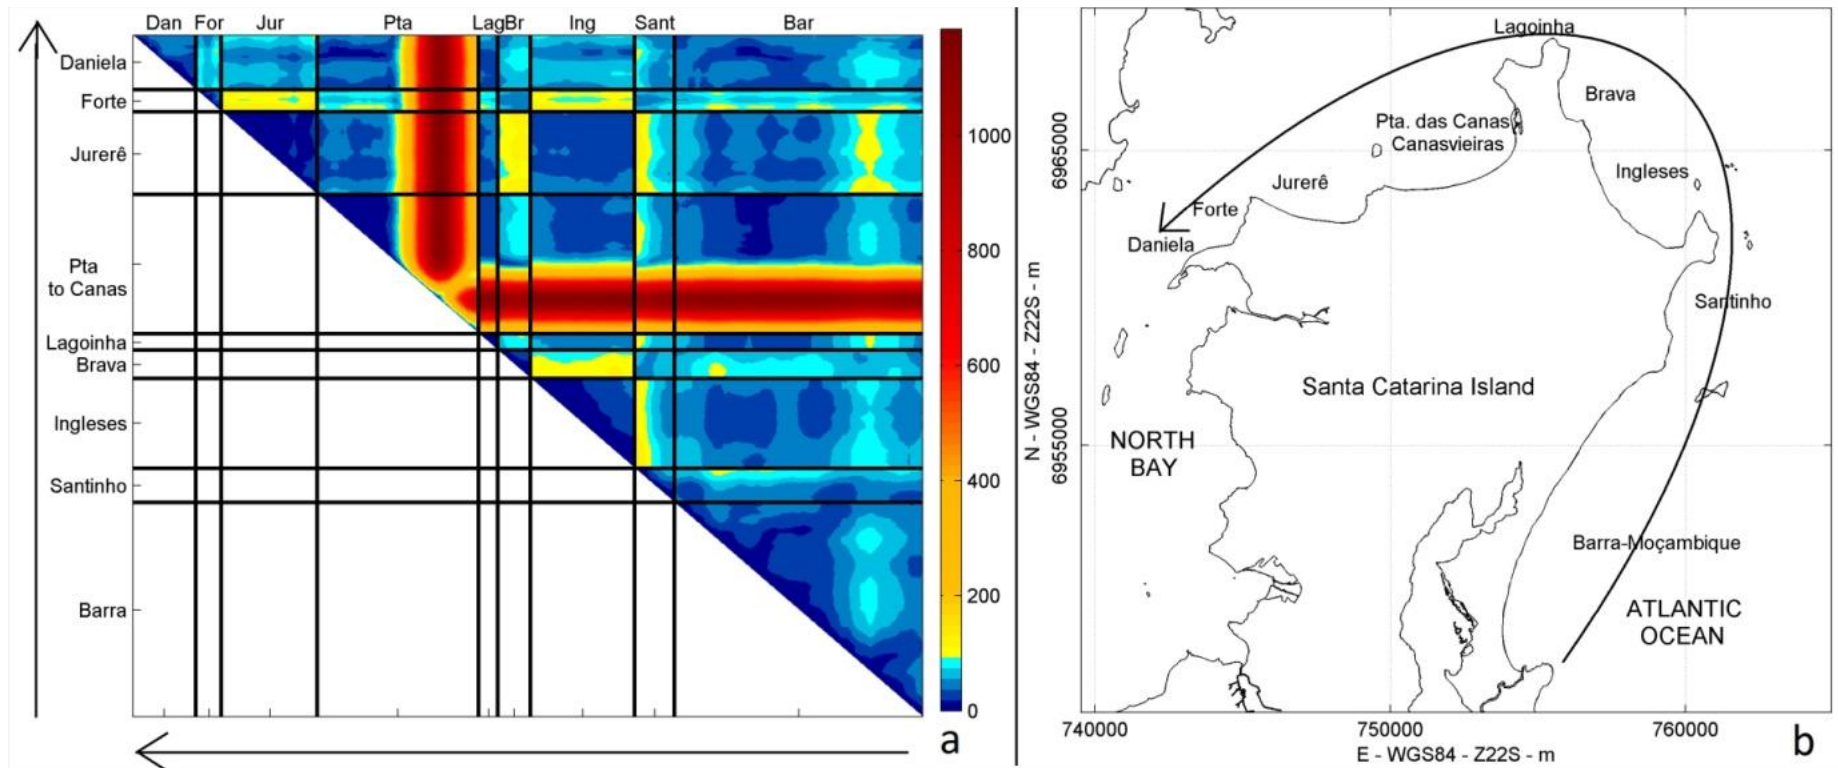 Dan For Jur Pta Lag Br Ing Sant Bar
Daniela
Forte
Jurerê
Pta
to Canas
Lagoinha
Brava
Ingleses
Santinho
Barra
1000
800
600
400
200
0
a
Lagoinha
Brava
Pta. das Canas
Canasvieiras
Ingleses
Jurerê
Forte
Daniela
Santinho
Santa Catarina Island
NORTH
BAY
Barra-Moçambique
ATLANTIC
OCEAN
6965000
6955000
N - WGS84 - Z22S - m
740000 750000 760000
E - WGS84 - Z22S - m
b